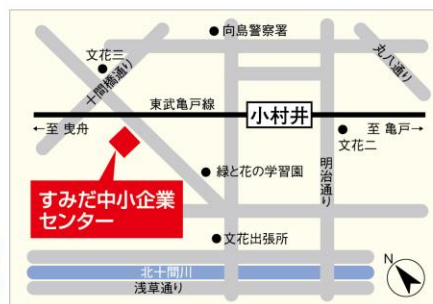 向島警察署
文花三
十間橋通り
丸八通り
東武亀戸線
小村井
←至 曳舟
至 亀戸→
文花二
すみだ中小企業
センター
緑と花の学習園
明治通り
文花出張所
N
北十間川
浅草通り